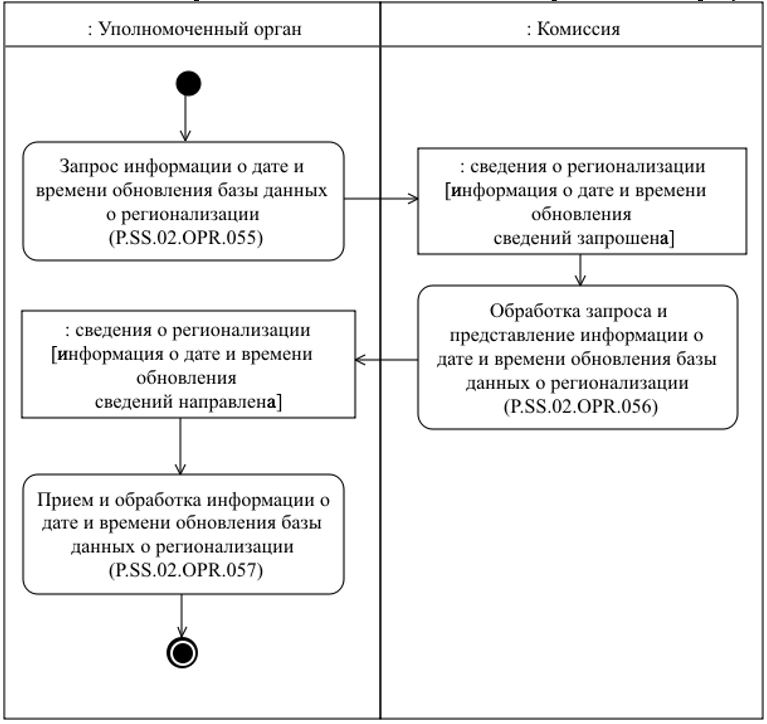 : Уполномоченный орган
: Комиссия
Запрос информации о дате и
времени обновления базы данных
о регионализации
(P.SS.02.OPR.055)
: сведения о регионализации
[информация о дате и времени
обновления
сведений запрошена]
Обработка запроса и
представление информации о
дате и времени обновления базы
данных о регионализации
(P.SS.02.OPR.056)
: сведения о регионализации
[информация о дате и времени
обновления
сведений направлена]
Прием и обработка информации о
дате и времени обновления базы
данных о регионализации
(P.SS.02.OPR.057)